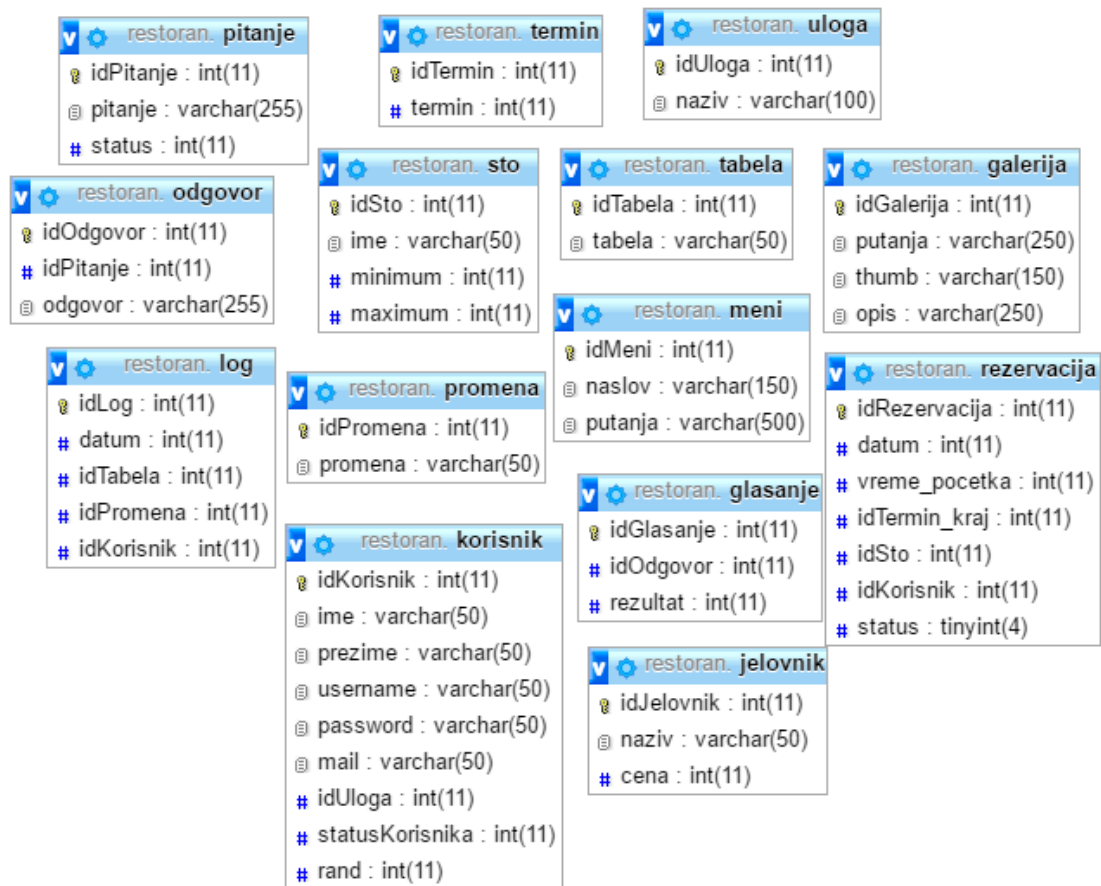 restoran. pitanje
idPitanje : int(11)
pitanje : varchar(255)
status : int(11)
restoran. termin
idTermin : int(11)
termin : int(11)
restoran. uloga
idUloga : int(11)
naziv : varchar(100)
restoran. odgovor
idOdgovor : int(11)
idPitanje : int(11)
odgovor : varchar(255)
restoran. sto
idSto : int(11)
ime : varchar(50)
minimum : int(11)
maximum : int(11)
restoran. tabela
idTabela : int(11)
tabela : varchar(50)
restoran. galerija
idGalerija : int(11)
putanja : varchar(250)
thumb : varchar(150)
opis : varchar(250)
restoran. log
idLog : int(11)
datum : int(11)
idTabela : int(11)
idPromena : int(11)
idKorisnik : int(11)
restoran. promena
idPromena : int(11)
promena : varchar(50)
restoran. meni
idMeni : int(11)
naslov : varchar(150)
putanja : varchar(500)
restoran. rezervacija
idRezervacija : int(11)
datum : int(11)
vreme_pocetka : int(11)
idTermin_kraj : int(11)
idSto : int(11)
idKorisnik : int(11)
status : tinyint(4)
restoran. korisnik
idKorisnik : int(11)
ime : varchar(50)
prezime : varchar(50)
username : varchar(50)
password : varchar(50)
mail : varchar(50)
idUloga : int(11)
statusKorisnika : int(11)
rand : int(11)
restoran. glasanje
idGlasanje : int(11)
idOdgovor : int(11)
rezultat : int(11)
restoran. jelovnik
idJelovnik : int(11)
naziv : varchar(50)
cena : int(11)